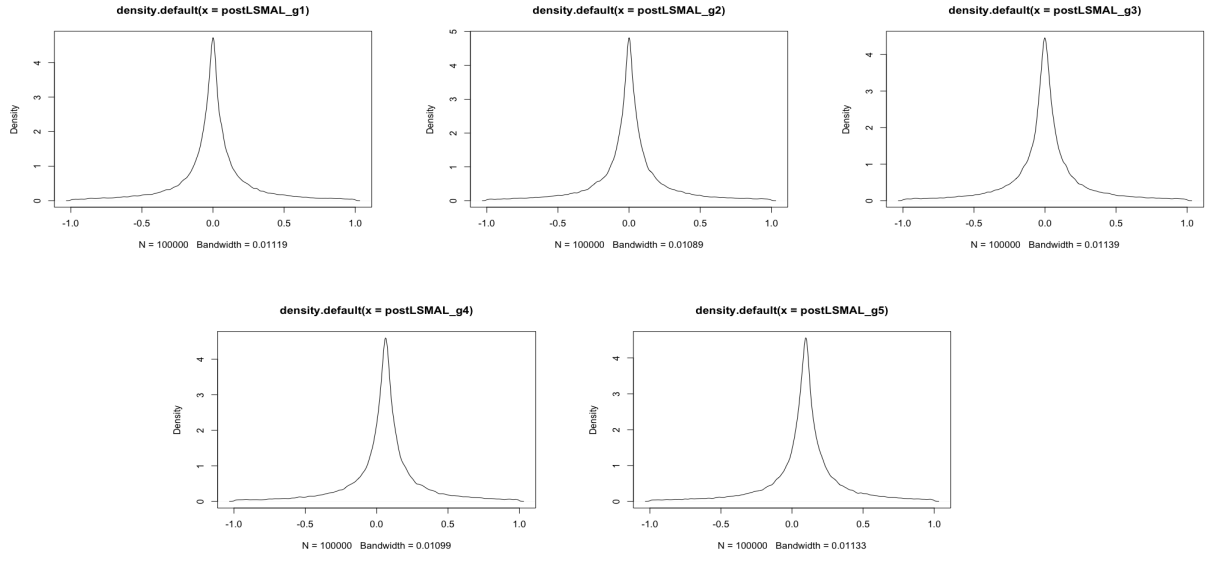 density.default(x = postLSMAL_g1)
Density
0 1 2 3 4
-1.0 -0.5 0.0 0.5 1.0
N = 100000 Bandwidth = 0.01119
density.default(x = postLSMAL_g2)
Density
0 1 2 3 4 5
-1.0 -0.5 0.0 0.5 1.0
N = 100000 Bandwidth = 0.01089
density.default(x = postLSMAL_g3)
Density
0 1 2 3 4
-1.0 -0.5 0.0 0.5 1.0
N = 100000 Bandwidth = 0.01139
density.default(x = postLSMAL_g4)
Density
0 1 2 3 4
-1.0 -0.5 0.0 0.5 1.0
N = 100000 Bandwidth = 0.01099
density.default(x = postLSMAL_g5)
Density
0 1 2 3 4
-1.0 -0.5 0.0 0.5 1.0
N = 100000 Bandwidth = 0.01133